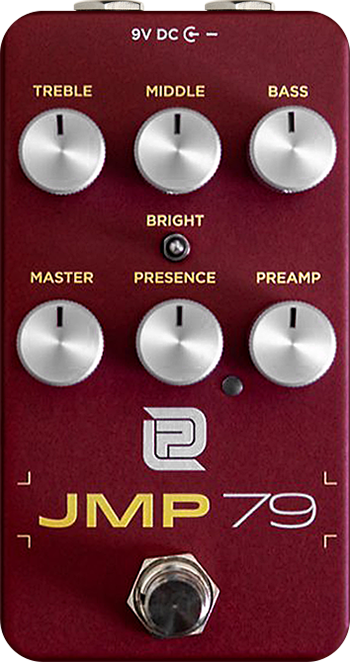 9V DC
TREBLE MIDDLE BASS
BRIGHT
MASTER PRESENCE PREAMP
JMP 79